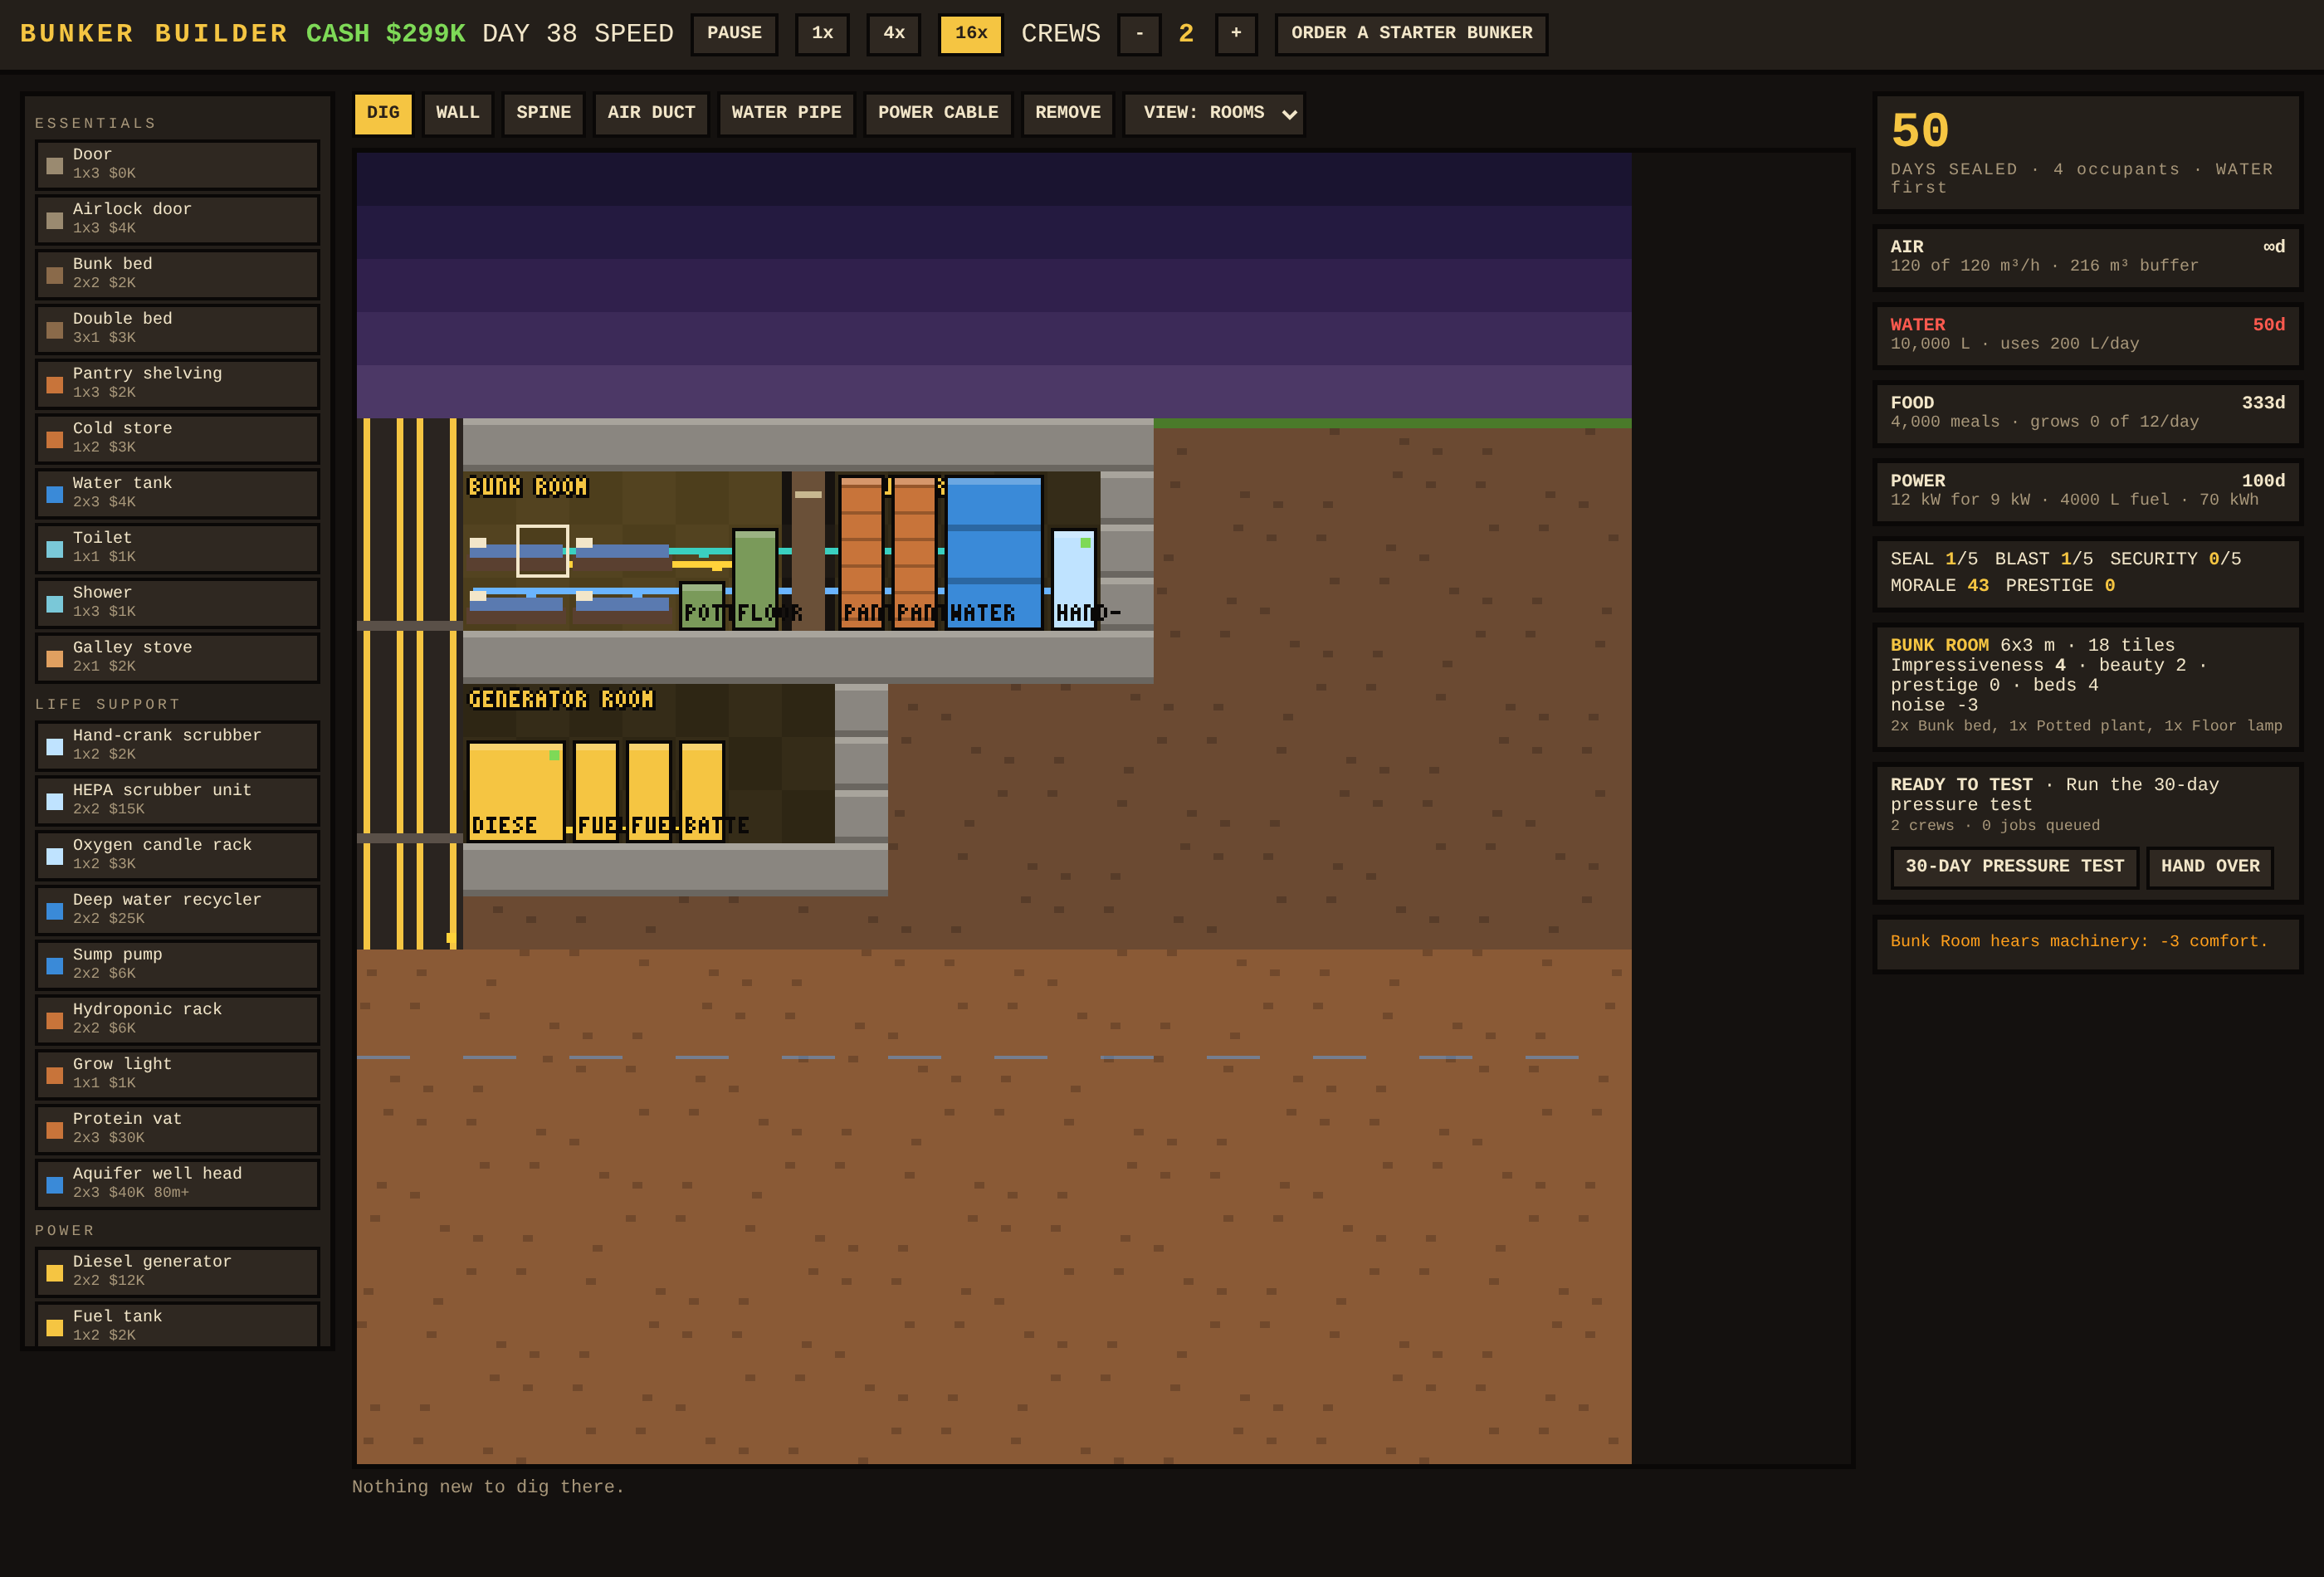 BUNKER BUILDER CASH $299K DAY 38 SPEED PAUSE 1x 4x 16x CREWS - 2 + ORDER A STARTER BUNKER
DIG WALL SPINE AIR DUCT WATER PIPE POWER CABLE REMOVE VIEW: ROOMS
ESSENTIALS
Door
1x3 $0K
Airlock door
1x3 $4K
Bunk bed
2x2 $2K
Double bed
3x1 $3K
Pantry shelving
1x3 $2K
Cold store
1x2 $3K
Water tank
2x3 $4K
Toilet
1x1 $1K
Shower
1x3 $1K
Galley stove
2x1 $2K
LIFE SUPPORT
Hand-crank scrubber
1x2 $2K
HEPA scrubber unit
2x2 $15K
Oxygen candle rack
1x2 $3K
Deep water recycler
2x2 $25K
Sump pump
2x2 $6K
Hydroponic rack
2x2 $6K
Grow light
1x1 $1K
Protein vat
2x3 $30K
Aquifer well head
2x3 $40K 80m+
POWER
Diesel generator
2x2 $12K
Fuel tank
1x2 $2K
BUNK ROOM
POTT FLOOR PANT PANT WATER HAND-
GENERATOR ROOM
DIESE FUEL FUEL BATTE
Nothing new to dig there.
50
DAYS SEALED · 4 occupants · WATER
first
AIR ∞d
120 of 120 m³/h · 216 m³ buffer
WATER 50d
10,000 L · uses 200 L/day
FOOD 333d
4,000 meals · grows 0 of 12/day
POWER 100d
12 kW for 9 kW · 4000 L fuel · 70 kWh
SEAL 1/5 BLAST 1/5 SECURITY 0/5
MORALE 43 PRESTIGE 0
BUNK ROOM 6x3 m · 18 tiles
Impressiveness 4 · beauty 2 ·
prestige 0 · beds 4
noise -3
2x Bunk bed, 1x Potted plant, 1x Floor lamp
READY TO TEST · Run the 30-day
pressure test
2 crews · 0 jobs queued
30-DAY PRESSURE TEST HAND OVER
Bunk Room hears machinery: -3 comfort.